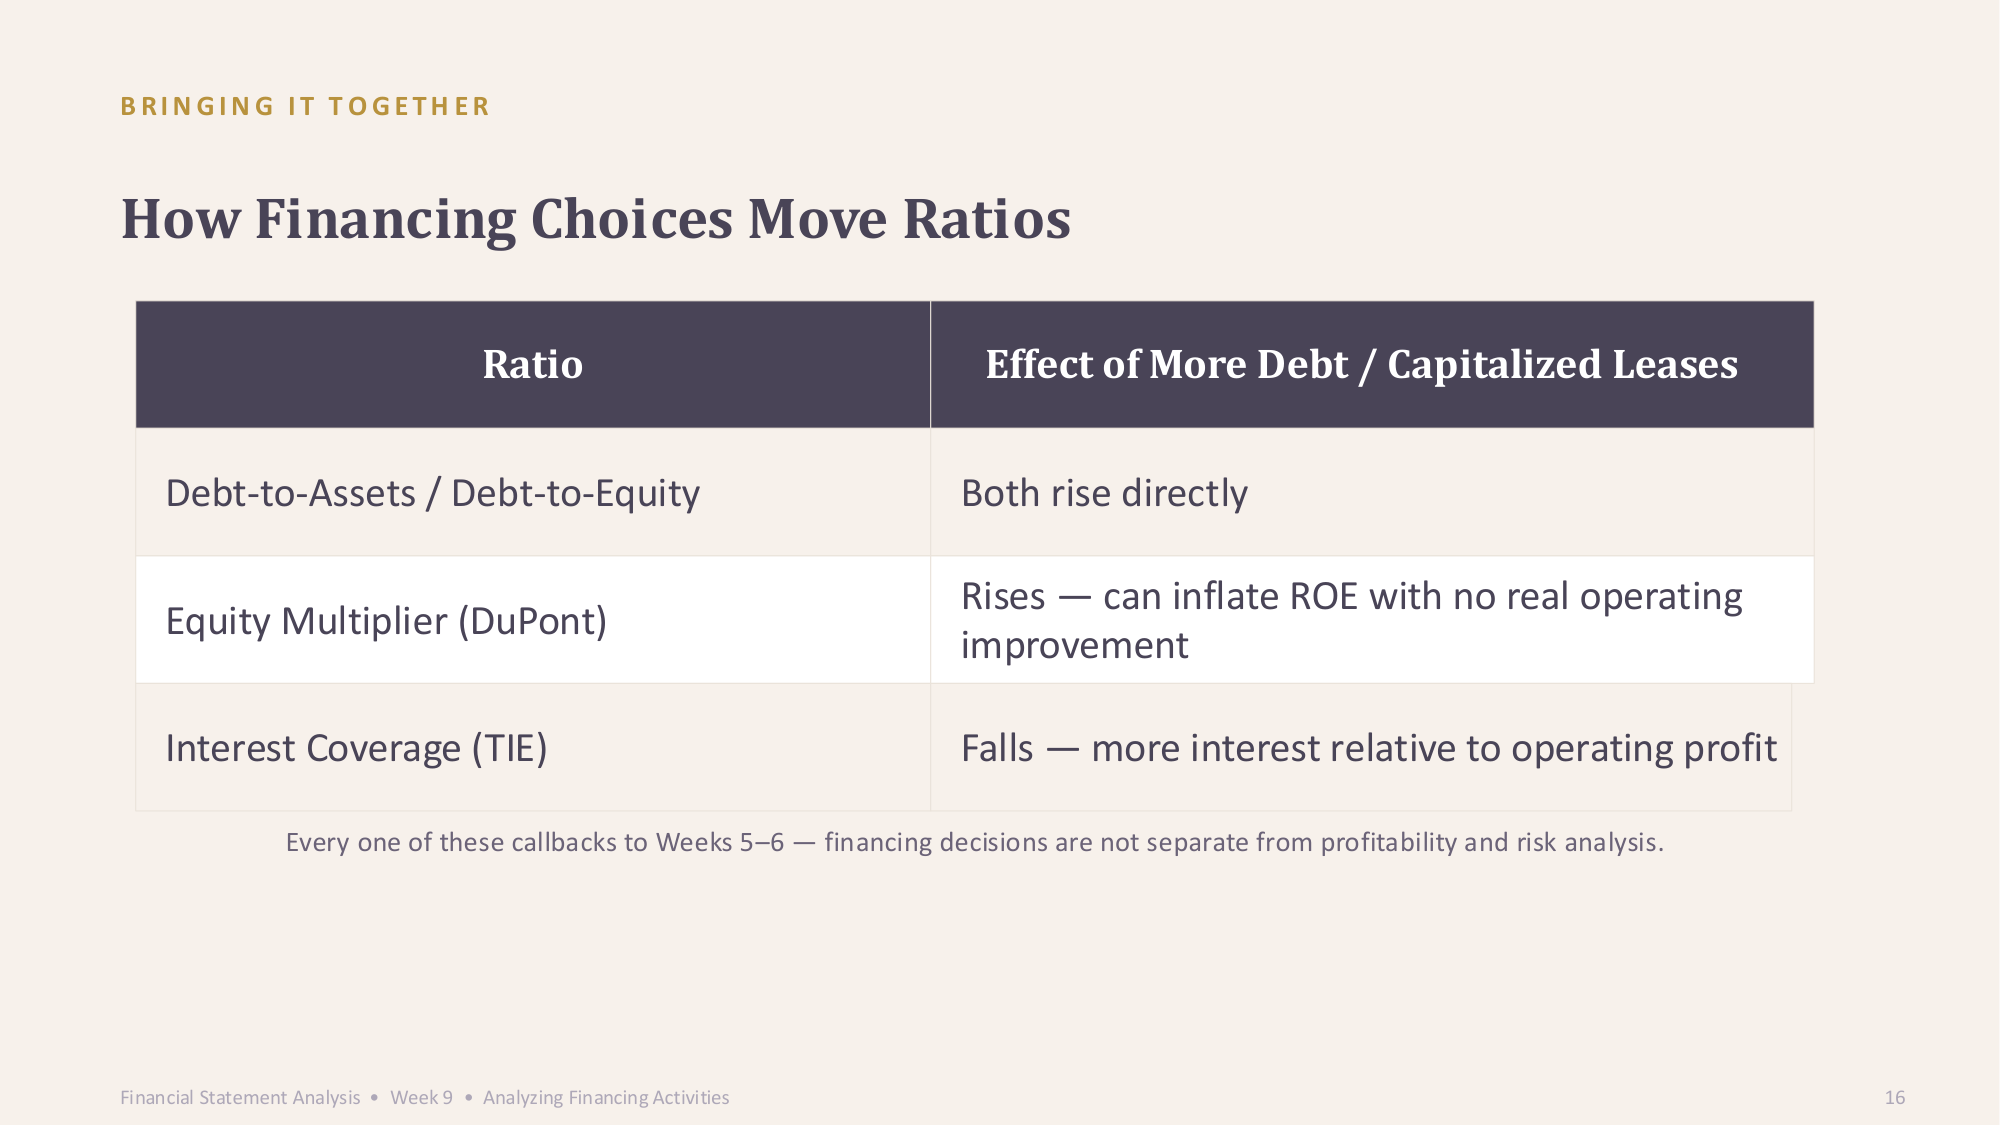 BRINGING IT TOGETHER
How Financing Choices Move Ratios
Ratio
Effect of More Debt / Capitalized Leases
Debt-to-Assets / Debt-to-Equity
Both rise directly
Equity Multiplier (DuPont)
Rises — can inflate ROE with no real operating
improvement
Interest Coverage (TIE)
Falls — more interest relative to operating profit
Every one of these callbacks to Weeks 5–6 — financing decisions are not separate from profitability and risk analysis.
Financial Statement Analysis • Week 9 • Analyzing Financing Activities
16